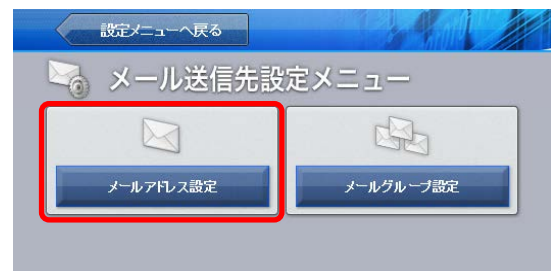 設定メニューへ戻る
メール送信先設定メニュー
メールアドレス設定
メールグループ設定